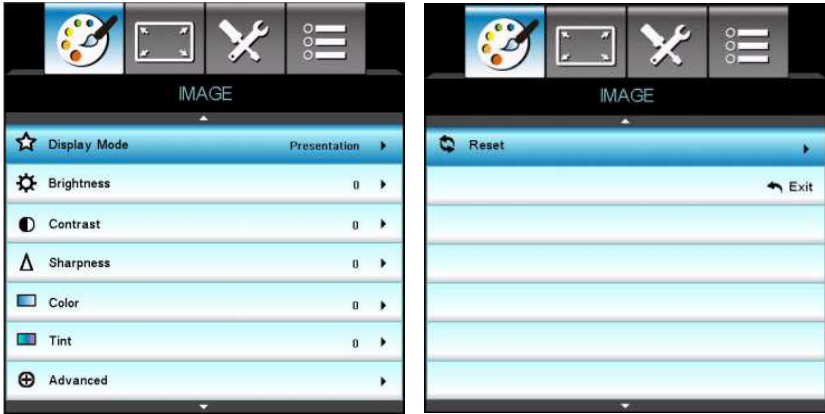 IMAGE
Display Mode Presentation
Brightness 0
Contrast 0
Sharpness 0
Color 0
Tint 0
Advanced
IMAGE
Reset
Exit